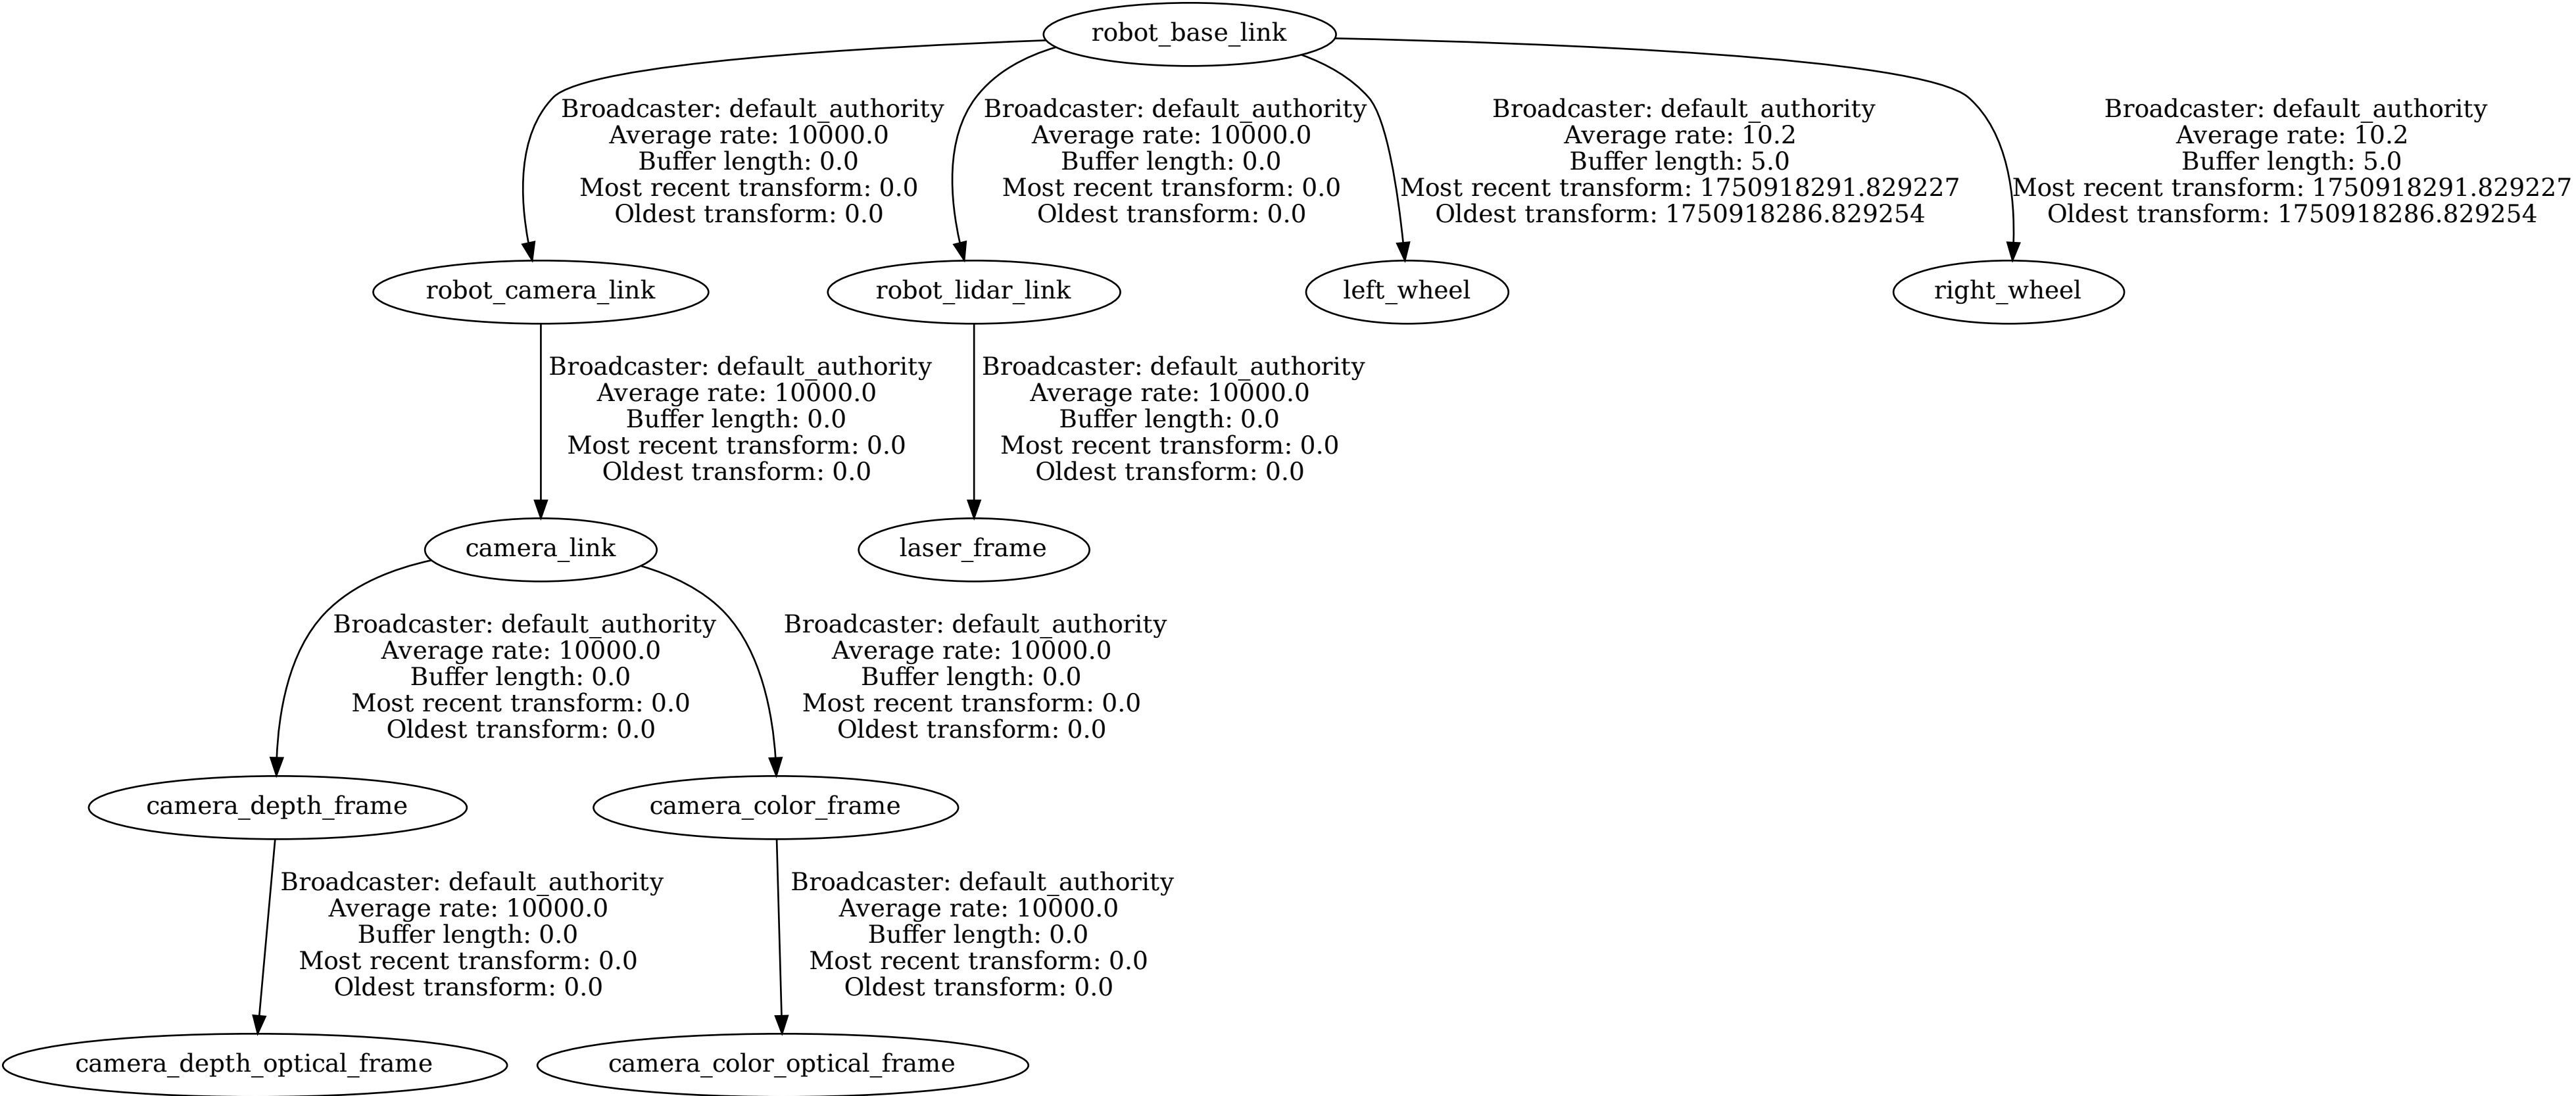 robot_base_link
Broadcaster: default_authority
Average rate: 10000.0
Buffer length: 0.0
Most recent transform: 0.0
Oldest transform: 0.0
Broadcaster: default_authority
Average rate: 10000.0
Buffer length: 0.0
Most recent transform: 0.0
Oldest transform: 0.0
Broadcaster: default_authority
Average rate: 10.2
Buffer length: 5.0
Most recent transform: 1750918291.829227
Oldest transform: 1750918286.829254
Broadcaster: default_authority
Average rate: 10.2
Buffer length: 5.0
Most recent transform: 1750918291.829227
Oldest transform: 1750918286.829254
robot_camera_link
robot_lidar_link
left_wheel
right_wheel
Broadcaster: default_authority
Average rate: 10000.0
Buffer length: 0.0
Most recent transform: 0.0
Oldest transform: 0.0
Broadcaster: default_authority
Average rate: 10000.0
Buffer length: 0.0
Most recent transform: 0.0
Oldest transform: 0.0
camera_link
laser_frame
Broadcaster: default_authority
Average rate: 10000.0
Buffer length: 0.0
Most recent transform: 0.0
Oldest transform: 0.0
Broadcaster: default_authority
Average rate: 10000.0
Buffer length: 0.0
Most recent transform: 0.0
Oldest transform: 0.0
camera_depth_frame
camera_color_frame
Broadcaster: default_authority
Average rate: 10000.0
Buffer length: 0.0
Most recent transform: 0.0
Oldest transform: 0.0
Broadcaster: default_authority
Average rate: 10000.0
Buffer length: 0.0
Most recent transform: 0.0
Oldest transform: 0.0
camera_depth_optical_frame
camera_color_optical_frame